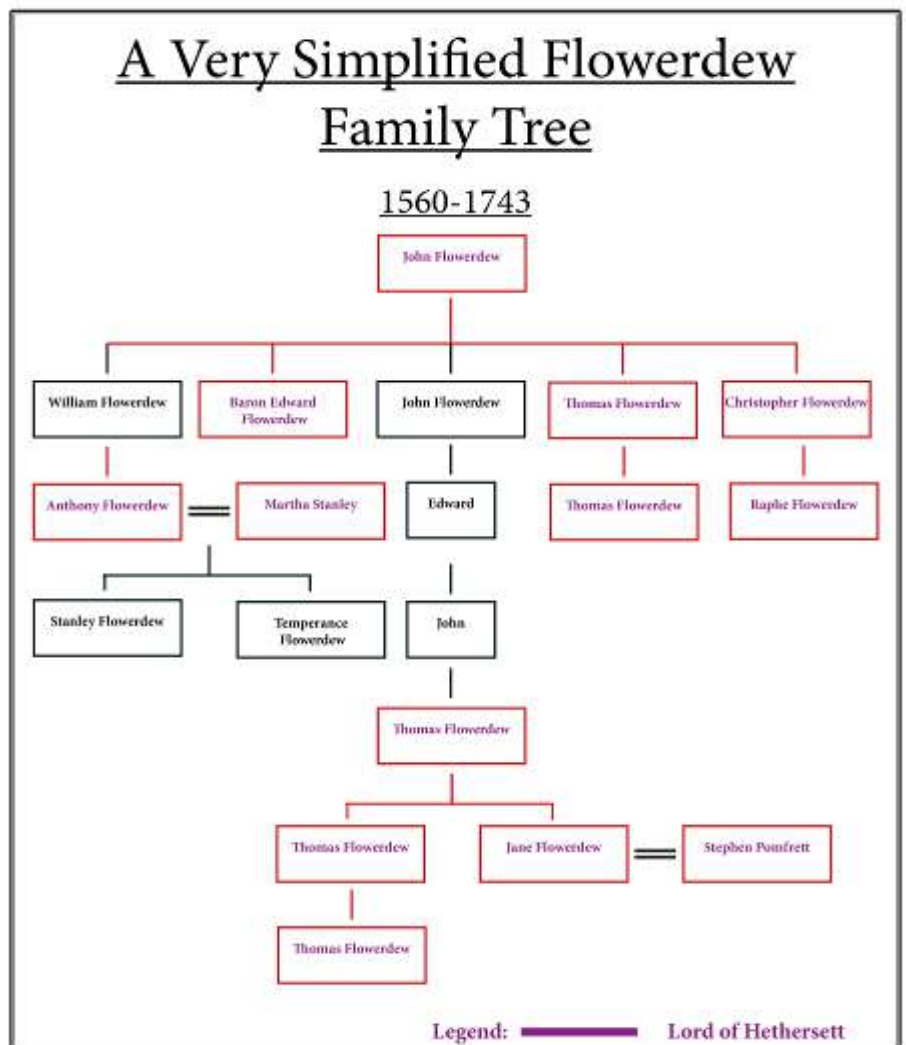 A Very Simplified Flowerdew
Family Tree
1560-1743
John Flowerdew
William Flowerdew
Baron Edward
Flowerdew
John Flowerdew
Thomas Flowerdew
Christopher Flowerdew
Anthony Flowerdew
Martha Stanley
Edward
Thomas Flowerdew
Raphe Flowerdew
Stanley Flowerdew
Temperance
Flowerdew
John
Thomas Flowerdew
Thomas Flowerdew
Jane Flowerdew
Stephen Pomfrett
Thomas Flowerdew
Legend: Lord of Hethersett